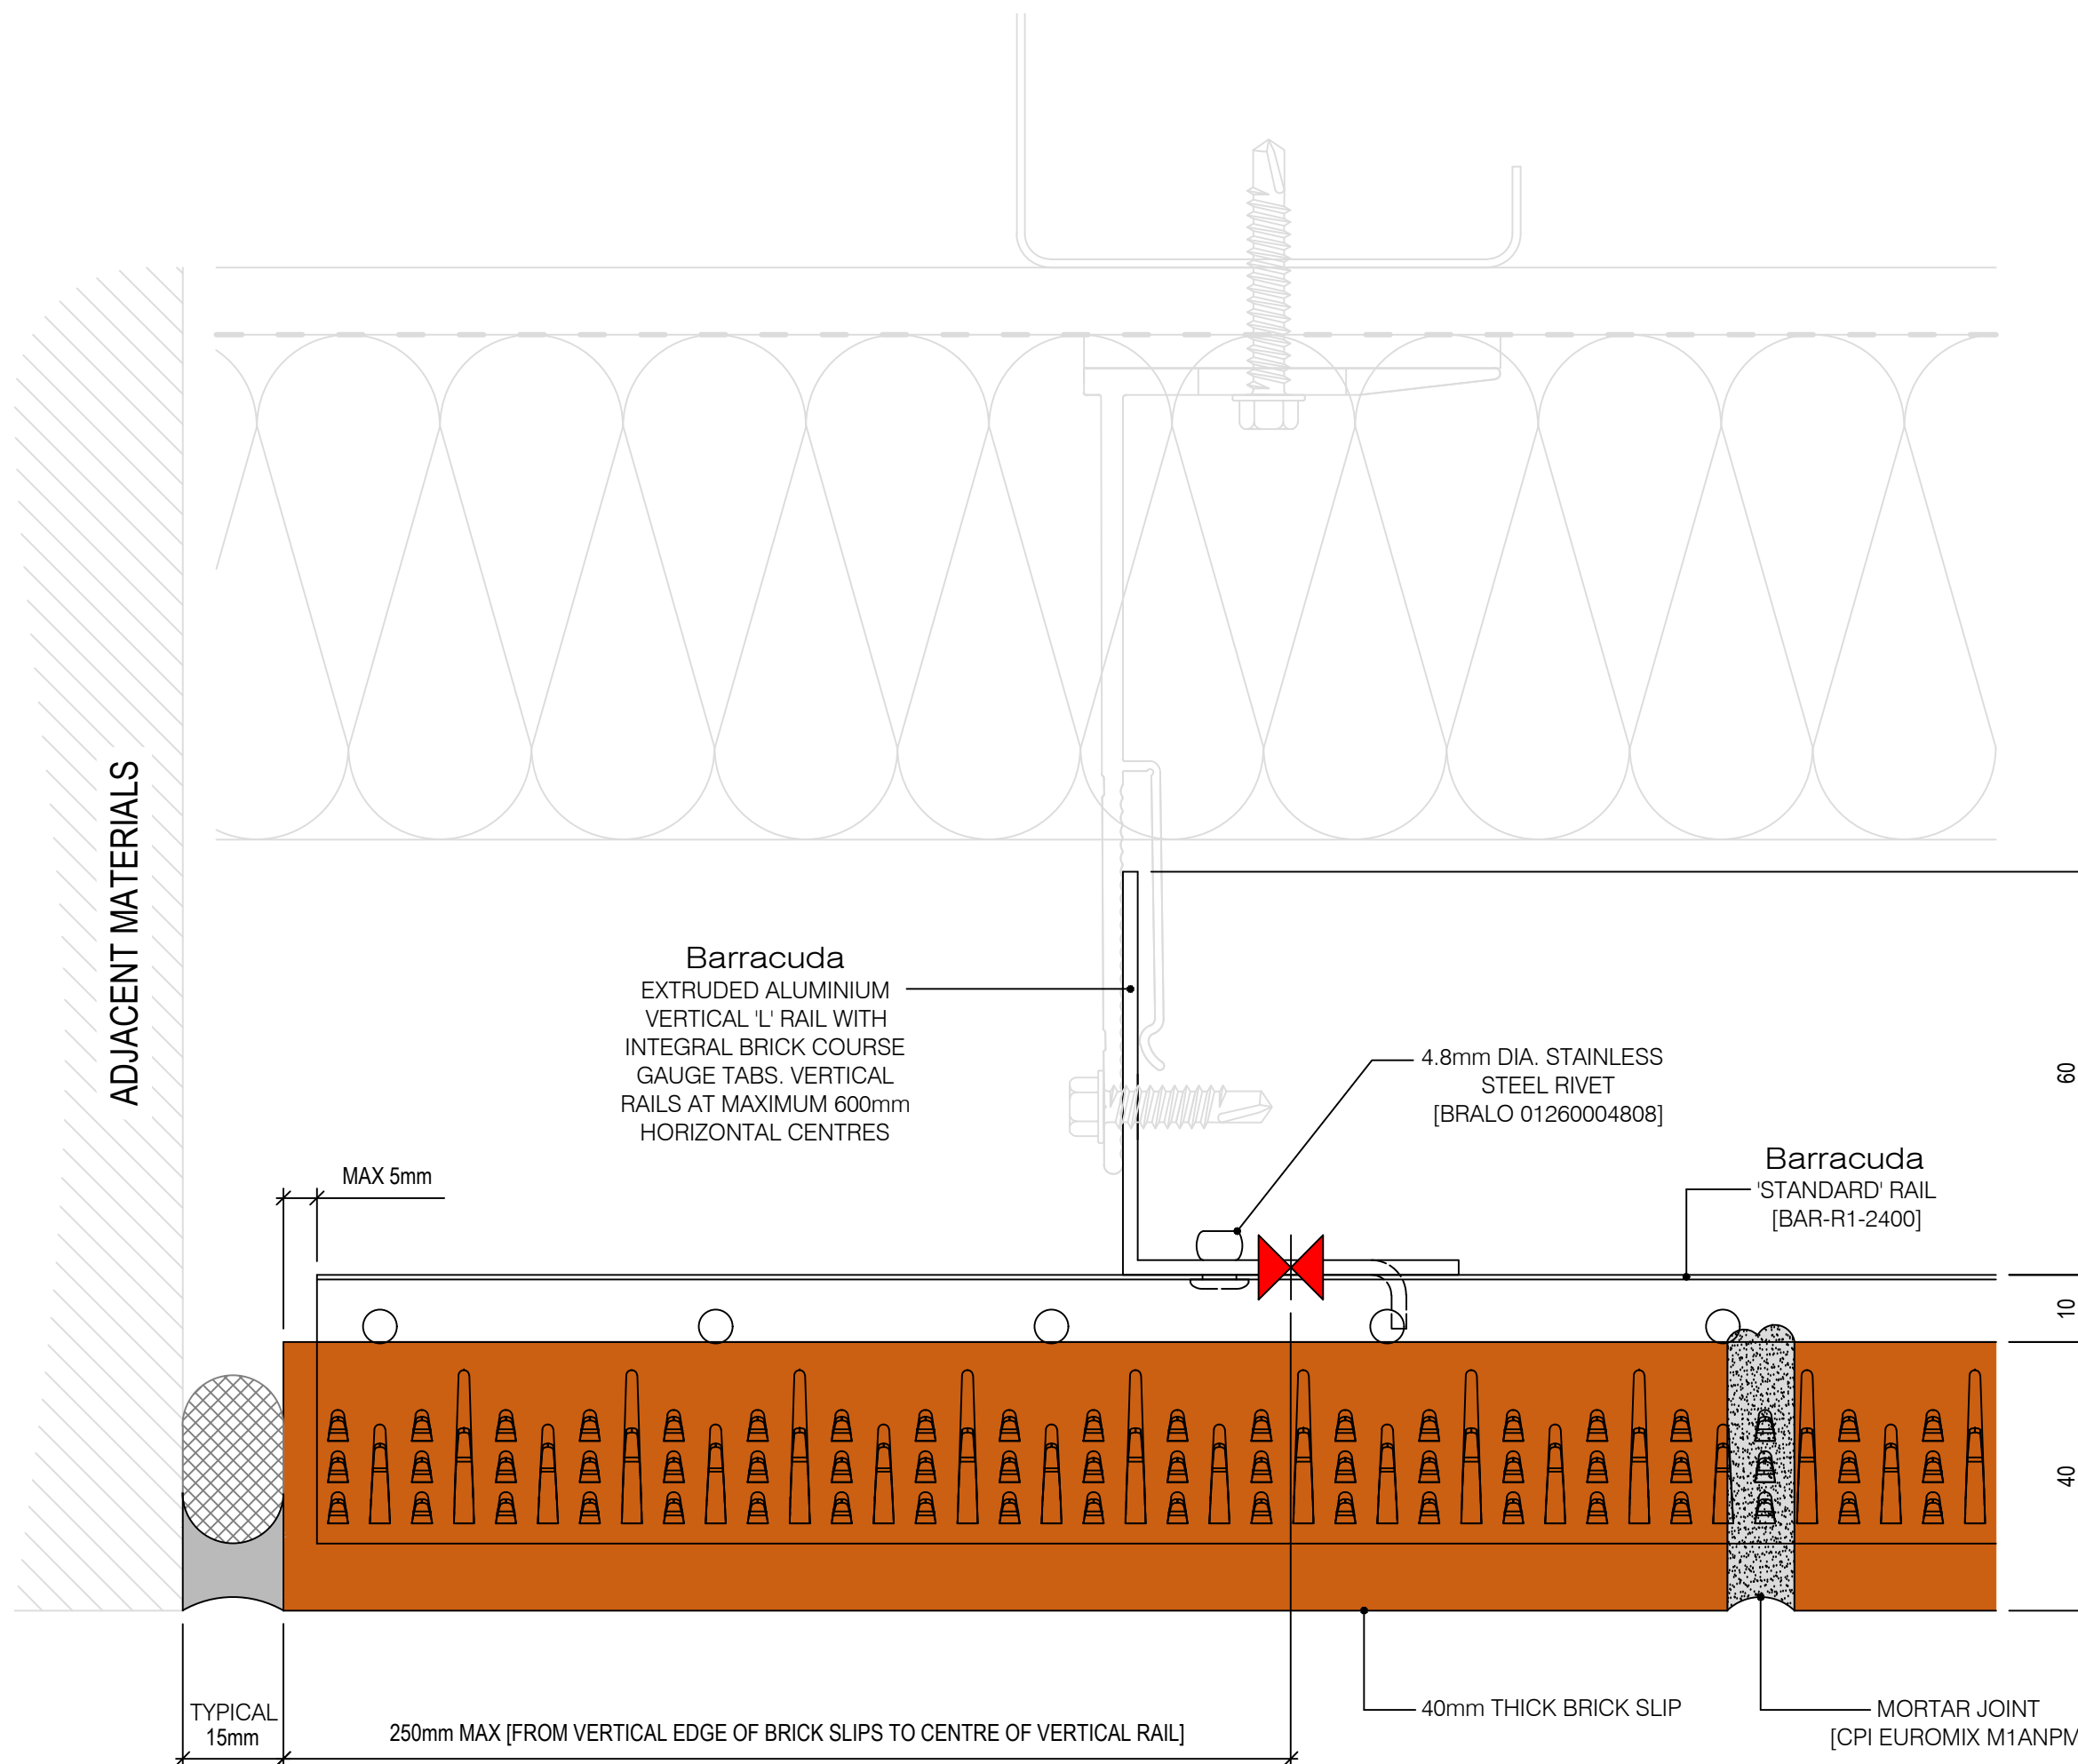 ADJACENT MATERIALS
Barracuda
EXTRUDED ALUMINIUM
VERTICAL 'L' RAIL WITH
INTEGRAL BRICK COURSE
GAUGE TABS. VERTICAL
RAILS AT MAXIMUM 600mm
HORIZONTAL CENTRES
4.8mm DIA. STAINLESS
STEEL RIVET
[BRALO 01260004808]
Barracuda
'STANDARD' RAIL
[BAR-R1-2400]
MAX 5mm
60
10
40
TYPICAL
15mm
250mm MAX [FROM VERTICAL EDGE OF BRICK SLIPS TO CENTRE OF VERTICAL RAIL]
40mm THICK BRICK SLIP
MORTAR JOINT
[CPI EUROMIX M1ANPM